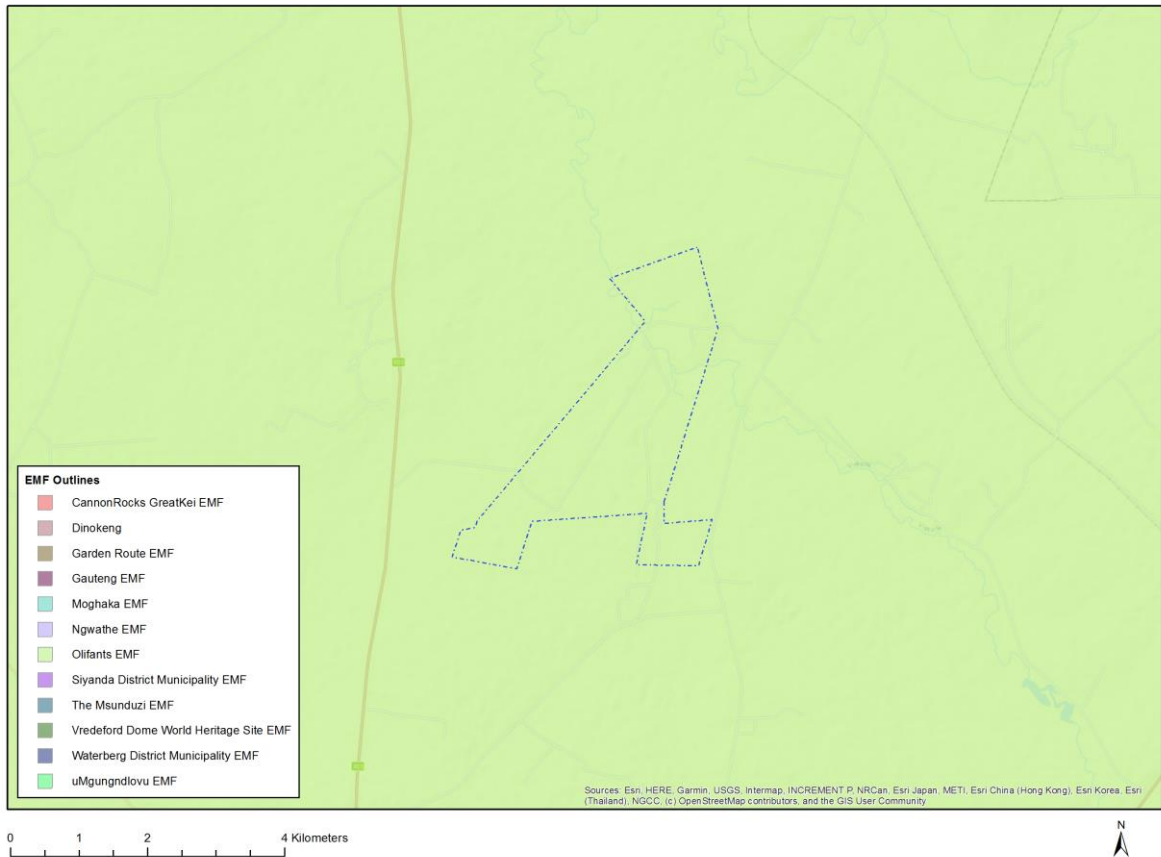 EMF Outlines
CannonRocks GreatKei EMF
Dinokeng
Garden Route EMF
Gauteng EMF
Moghaka EMF
Ngwathe EMF
Olifants EMF
Siyanda District Municipality EMF
The Msunduzi EMF
Vredeford Dome World Heritage Site EMF
Waterberg District Municipality EMF
uMgungndlovu EMF
Sources: Esri, HERE, Garmin, USGS, Intermap, INCREMENT P, NRCan, Esri Japan, METI, Esri China (Hong Kong), Esri Korea, Esri
(Thailand), NGCC, (c) OpenStreetMap contributors, and the GIS User Community
0 1 2 4 Kilometers
N